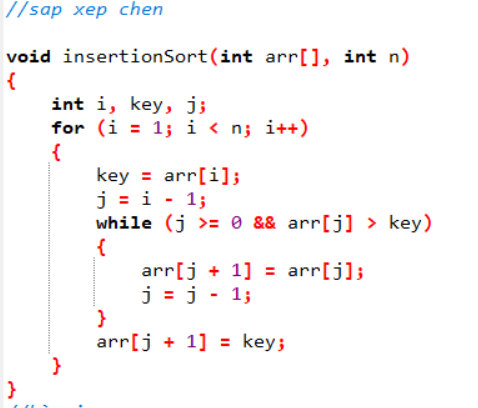 //sap xep chen
void insertionSort(int arr[], int n)
{
int i, key, j;
for (i = 1; i < n; i++)
{
key = arr[i];
j = i - 1;
while (j >= 0 && arr[j] > key)
{
arr[j + 1] = arr[j];
j = j - 1;
}
arr[j + 1] = key;
}
}